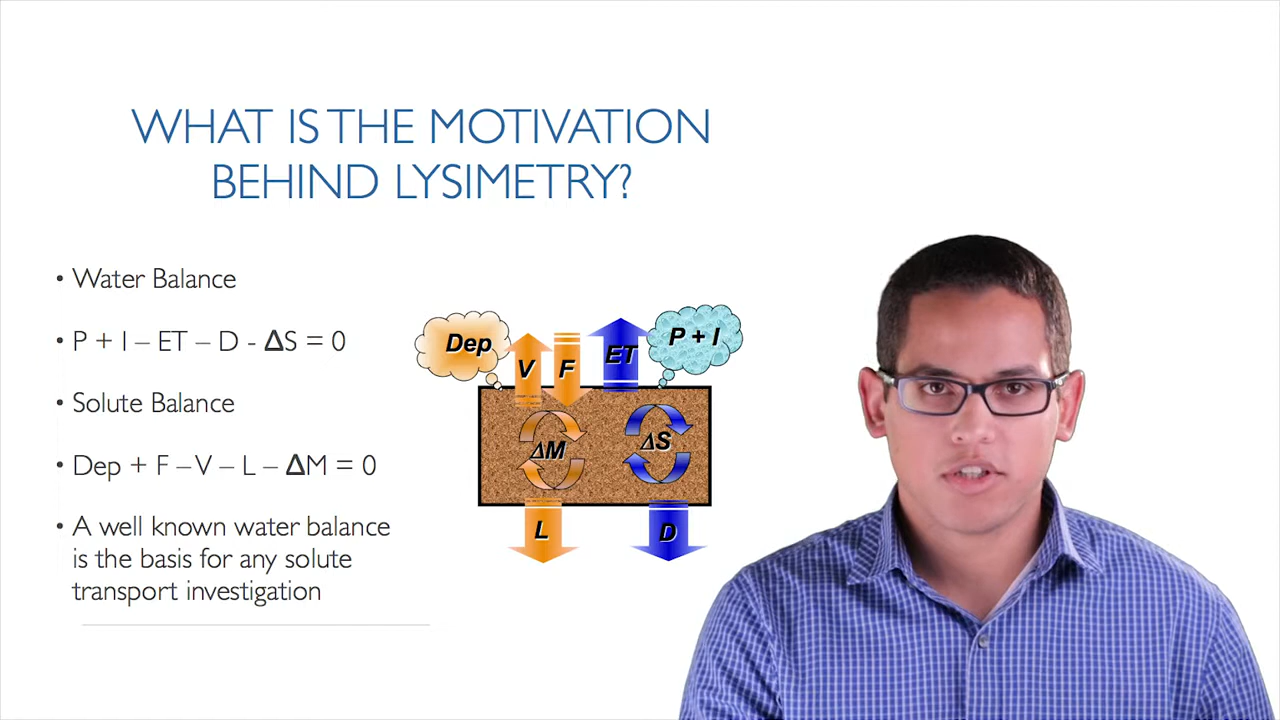 WHAT IS THE MOTIVATION
BEHIND LYSIMETRY?
• Water Balance
• P + I – ET – D - ΔS = 0
• Solute Balance
• Dep + F –V – L – ΔM = 0
• A well known water balance
is the basis for any solute
transport investigation
Dep
V
F
ET
P + I
ΔM
ΔS
L
D